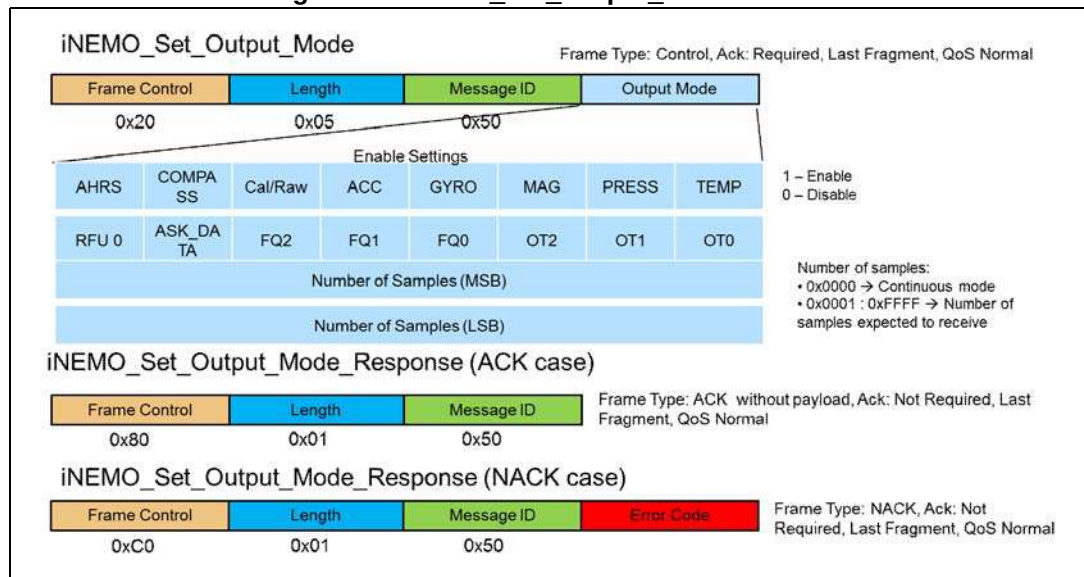 iNEMO_Set_Output_Mode
Frame Type: Control, Ack: Required, Last Fragment, QoS Normal
Frame Control Length Message ID Output Mode
0x20 0x05 0x50
Enable Settings
AHRS COMPA Cal/Raw ACC GYRO MAG PRESS TEMP
SS
1 – Enable
0 – Disable
RFU 0 ASK_DA FQ2 FQ1 FQ0 OT2 OT1 OT0
TA
Number of Samples (MSB)
Number of Samples (LSB)
Number of samples:
• 0x0000 → Continuous mode
• 0x0001 : 0xFFFF → Number of
samples expected to receive
iNEMO_Set_Output_Mode_Response (ACK case)
Frame Control Length Message ID
0x80 0x01 0x50
Frame Type: ACK without payload, Ack: Not Required, Last
Fragment, QoS Normal
iNEMO_Set_Output_Mode_Response (NACK case)
Frame Control Length Message ID Error Code
0xC0 0x01 0x50
Frame Type: NACK, Ack: Not
Required, Last Fragment, QoS Normal